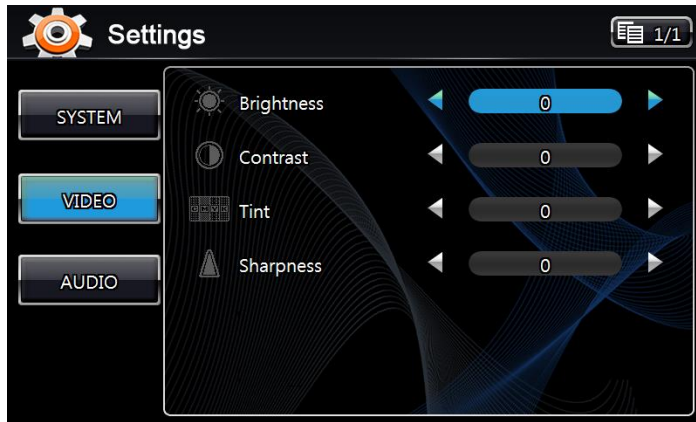 Settings
1/1
SYSTEM
VIDEO
AUDIO
Brightness 0
Contrast 0
Tint 0
Sharpness 0